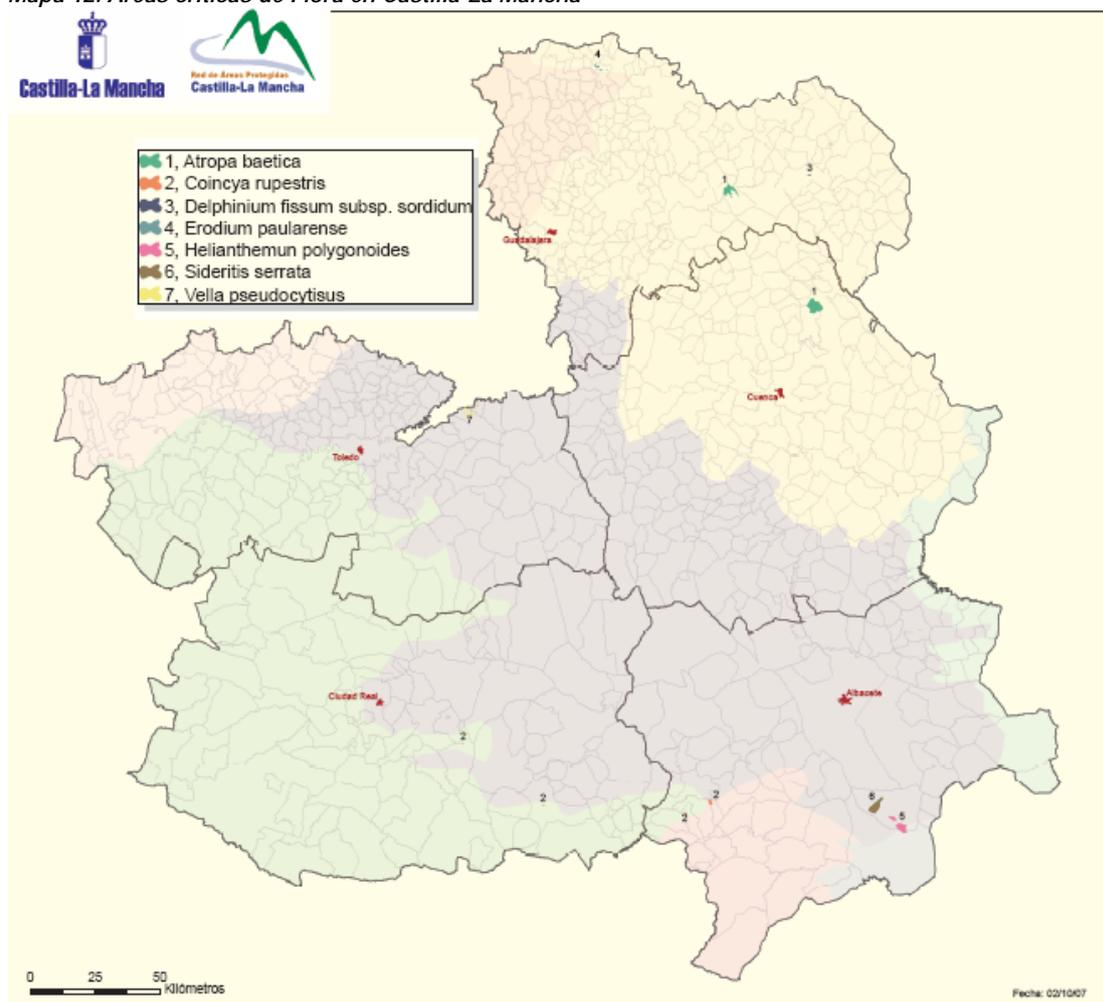 Mapa 12. Áreas críticas de Flora en Castilla-La Mancha
Castilla-La Mancha
Red de Áreas Protegidas
Castilla-La Mancha
1, Atropa baetica
2, Coincya rupestris
3, Delphinium fissum subsp. sordidum
4, Erodium paularense
5, Helianthemun polygonoides
6, Sideritis serrata
7, Vella pseudocytisus
4
1
3
Guadalajara
1
Cuenca
7
Toledo
Ciudad Real
Albacete
2
2
2
2
6
5
0 25 50 Kilómetros
Fecha: 02/10/07